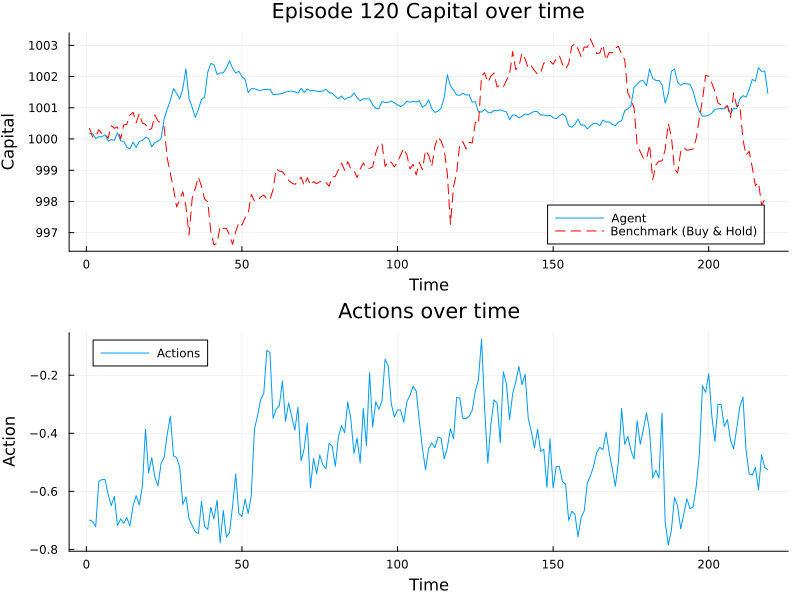 Episode 120 Capital over time
1003
1002
1001
1000
999
998
997
Capital
Agent
Benchmark (Buy & Hold)
0
50
100
150
200
Time
Actions over time
Actions
−0.2
−0.4
−0.6
−0.8
Action
0
50
100
150
200
Time